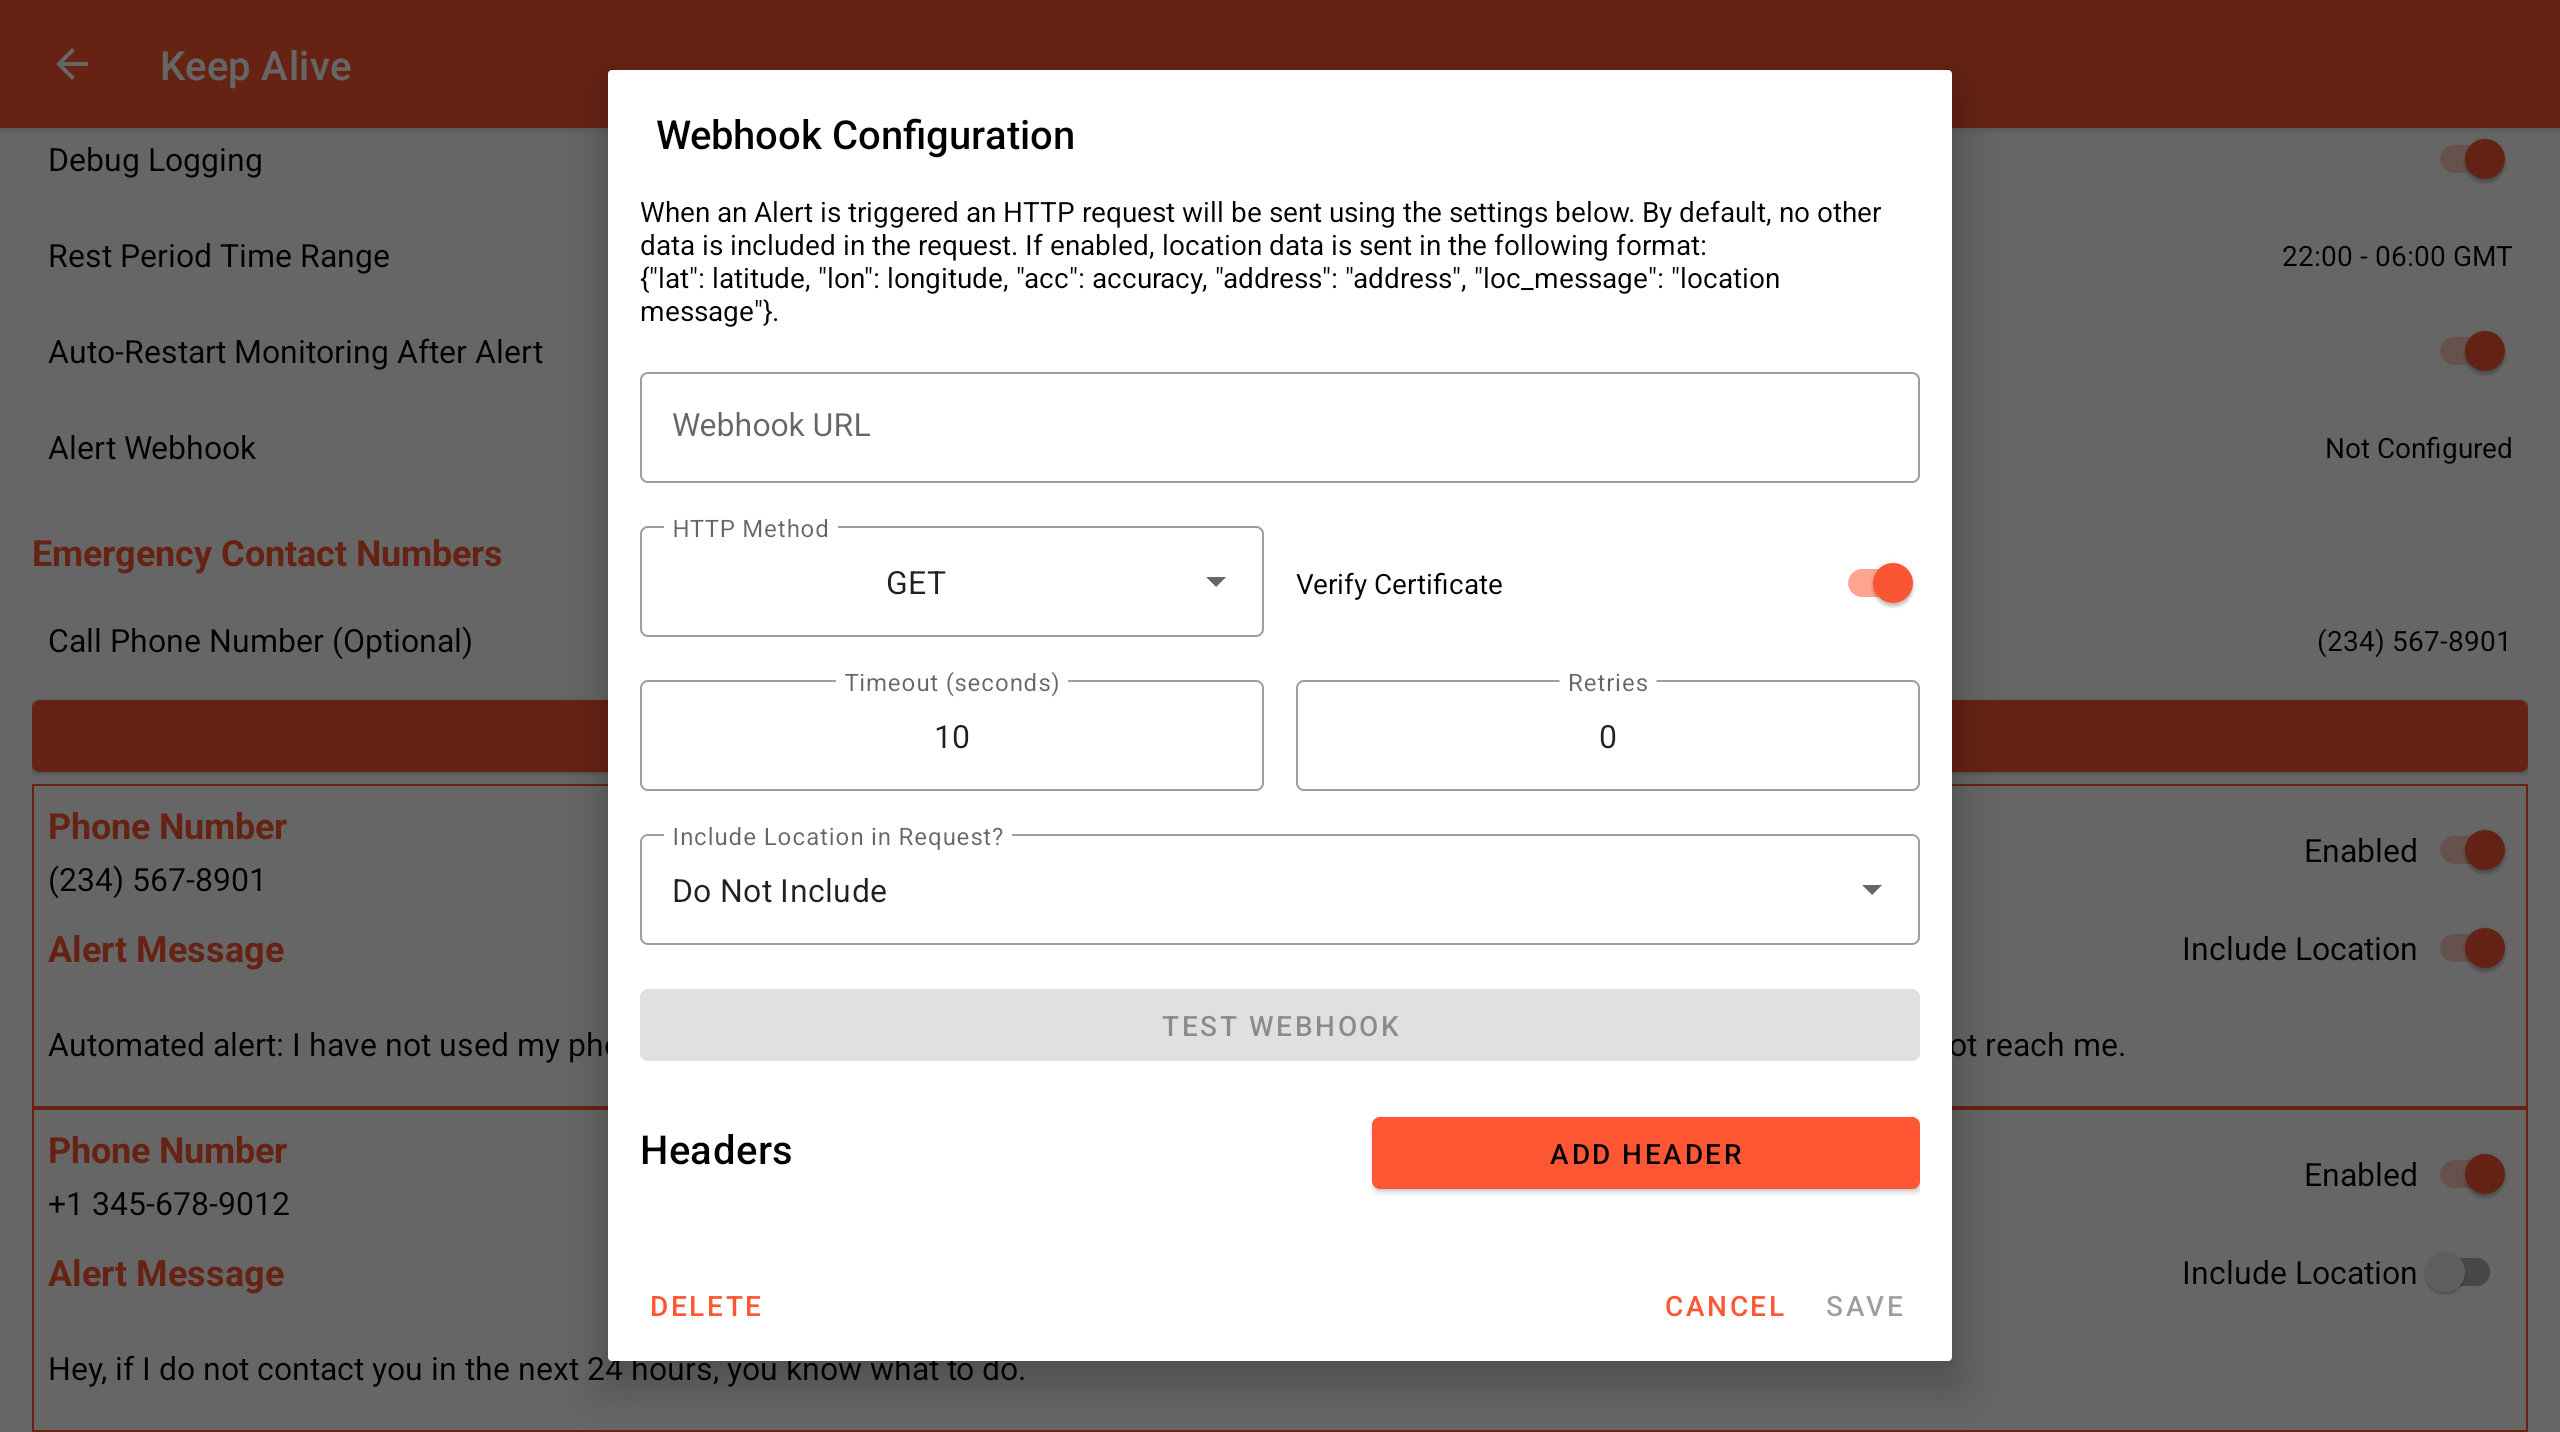 Keep Alive
Debug Logging
Rest Period Time Range
22:00 - 06:00 GMT
Auto-Restart Monitoring After Alert
Alert Webhook
Not Configured
Emergency Contact Numbers
Call Phone Number (Optional)
(234) 567-8901
Phone Number
(234) 567-8901
Enabled
Alert Message
Include Location
Automated alert: I have not used my
ot reach me.
Phone Number
+1 345-678-9012
Enabled
Alert Message
Include Location
Hey, if I do not contact you in the next 24 hours, you know what to do.
Webhook Configuration
When an Alert is triggered an HTTP request will be sent using the settings below. By default, no other
data is included in the request. If enabled, location data is sent in the following format:
{"lat": latitude, "lon": longitude, "acc": accuracy, "address": "address", "loc_message": "location
message"}.
Webhook URL
HTTP Method
GET
Verify Certificate
Timeout (seconds)
10
Retries
0
Include Location in Request?
Do Not Include
TEST WEBHOOK
Headers
ADD HEADER
DELETE
CANCEL
SAVE